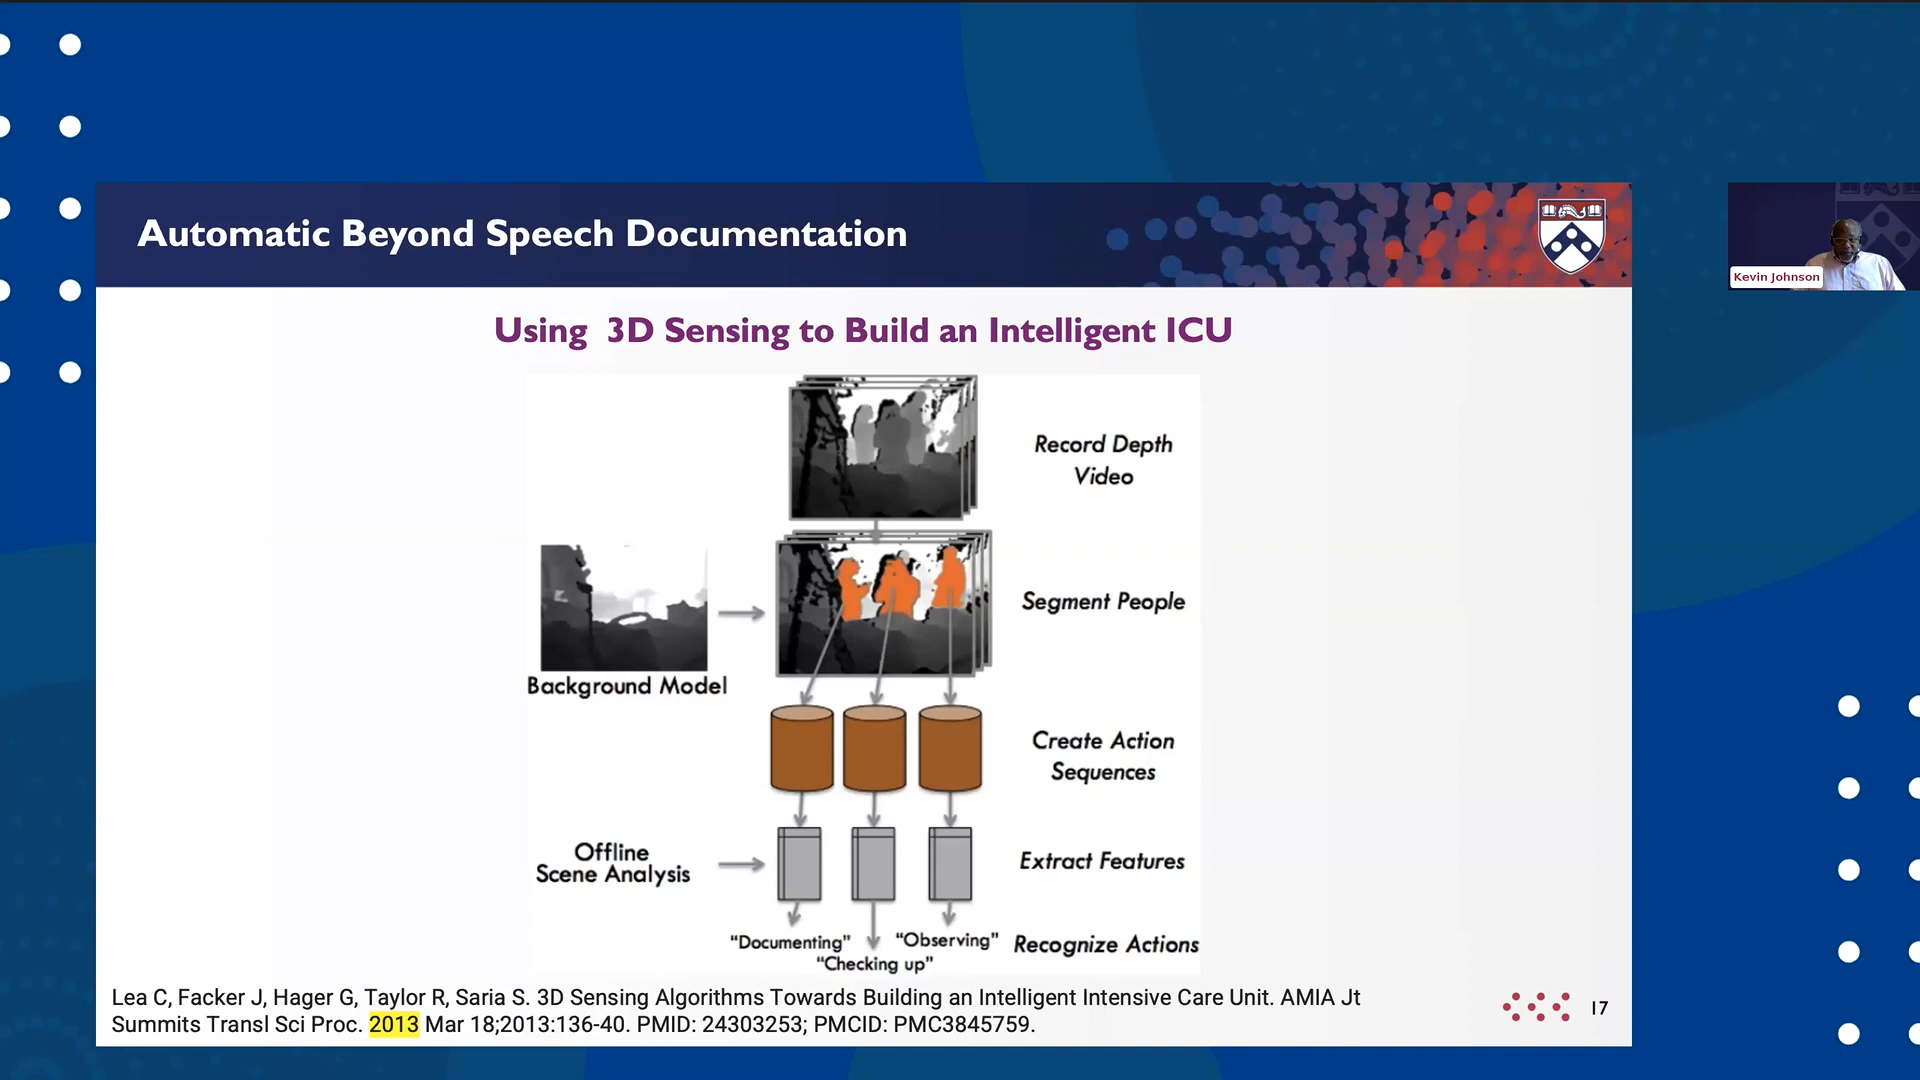 Automatic Beyond Speech Documentation
Kevin Johnson
Using 3D Sensing to Build an Intelligent ICU
Record Depth
Video
Segment People
Background Model
Create Action
Sequences
Offline
Scene Analysis
Extract Features
“Documenting”
“Observing”
“Checking up”
Recognize Actions
Lea C, Facker J, Hager G, Taylor R, Saria S. 3D Sensing Algorithms Towards Building an Intelligent Intensive Care Unit. AMIA Jt
Summits Transl Sci Proc. 2013 Mar 18;2013:136-40. PMID: 24303253; PMCID: PMC3845759.
17